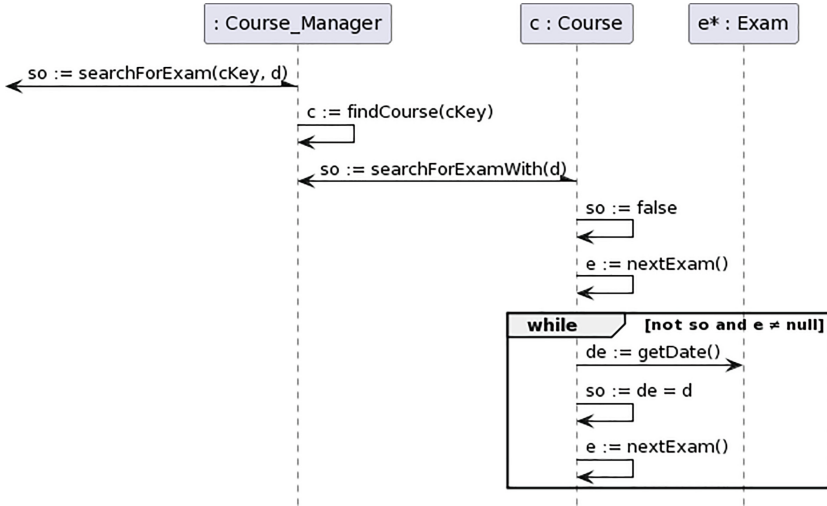 : Course_Manager
c : Course
e* : Exam
so := searchForExam(cKey, d)
c := findCourse(cKey)
so := searchForExamWith(d)
so := false
e := nextExam()
while [not so and e ≠ null]
de := getDate()
so := de = d
e := nextExam()